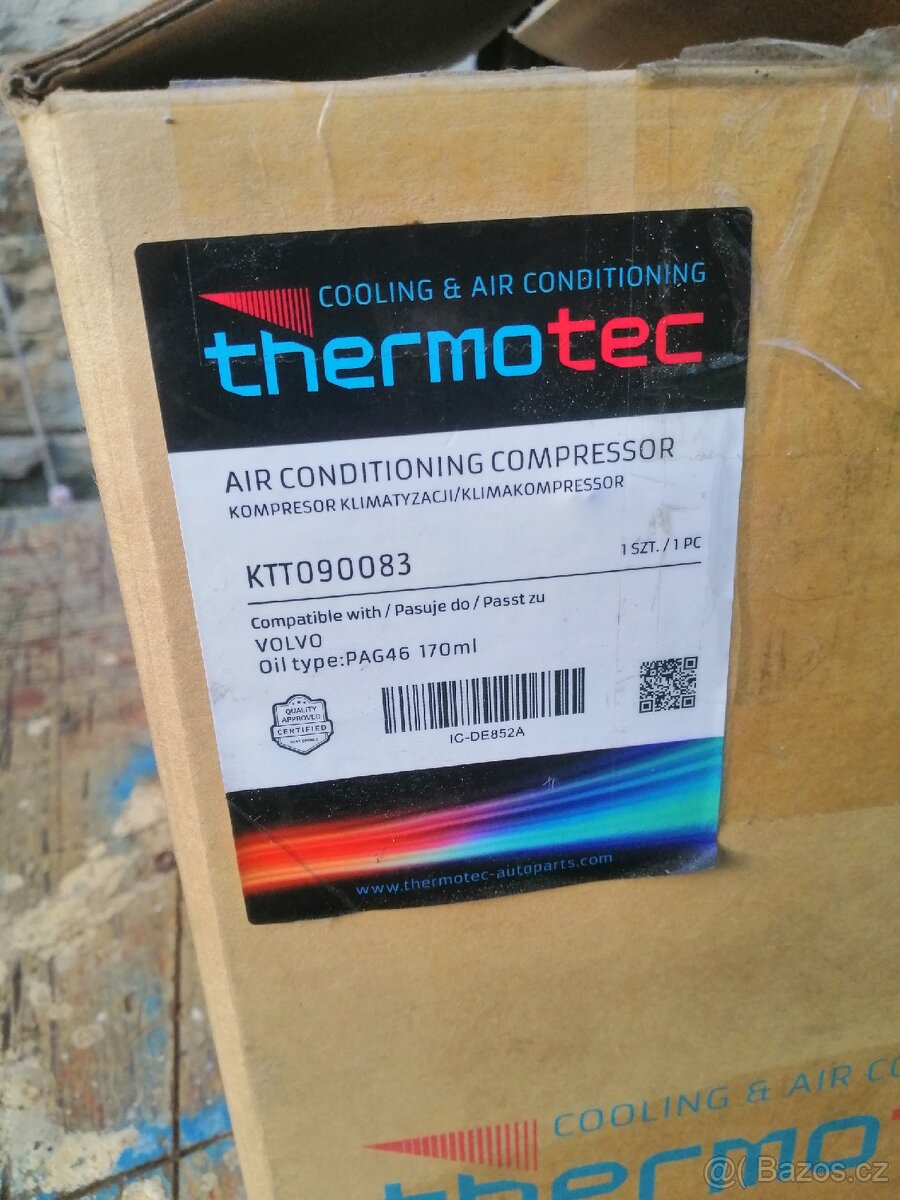 COOLING & AIR CONDITIONING
thermotec
AIR CONDITIONING COMPRESSOR
KOMPRESOR KLIMATYZACJI/KLIMAKOMPRESSOR
KTT090083
1 SZT. / 1 PC
Compatible with / Pasuje do / Passt zu
VOLVO
Oil type:PAG46 170ml
QUALITY
APPROVED
CERTIFIED
IC-DE852A
www.thermotec-autoparts.com
COOLING & AIR CO
thermot
@( Bazos.cz